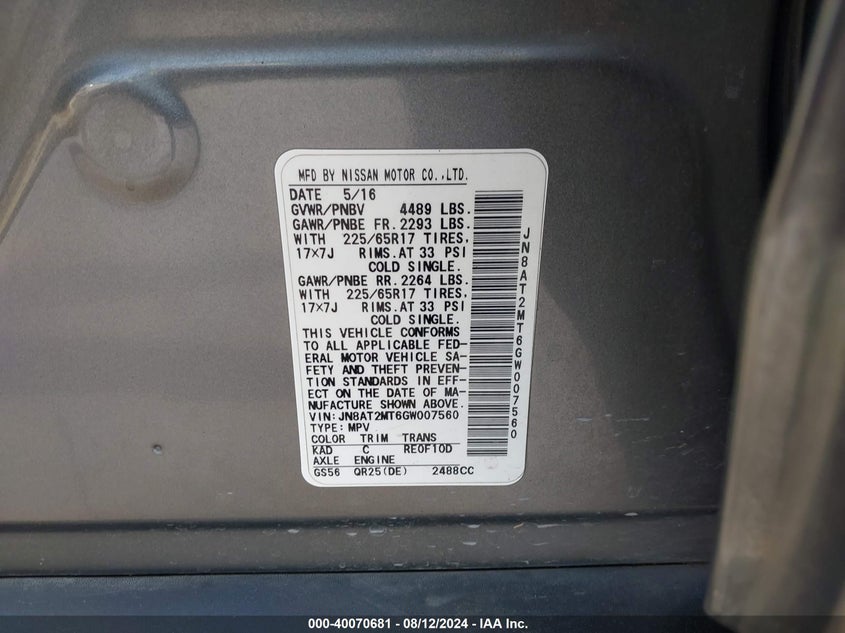 MFD BY NISSAN MOTOR CO.,LTD.
DATE 5/16
GVWR/PNBV 4489 LBS.
GAWR/PNBE FR. 2293 LBS.
WITH 225/65R17 TIRES,
17×7J RIMS.AT 33 PSI
COLD SINGLE.
GAWR/PNBE RR. 2264 LBS.
WITH 225/65R17 TIRES,
17×7J RIMS.AT 33 PSI
COLD SINGLE.
THIS VEHICLE CONFORMS
TO ALL APPLICABLE FED-
ERAL MOTOR VEHICLE SA-
FETY AND THEFT PREVEN-
TION STANDARDS IN EFF-
ECT ON THE DATE OF MA-
NUFACTURE SHOWN ABOVE.
VIN:JN8AT2MT6GW007560
TYPE: MPV
COLOR TRIM TRANS
KAD C RE0F10D
AXLE ENGINE
GS56 QR25(DE) 2488CC
JN8AT2MT6GW007560
000-40070681 - 08/12/2024 - IAA Inc.